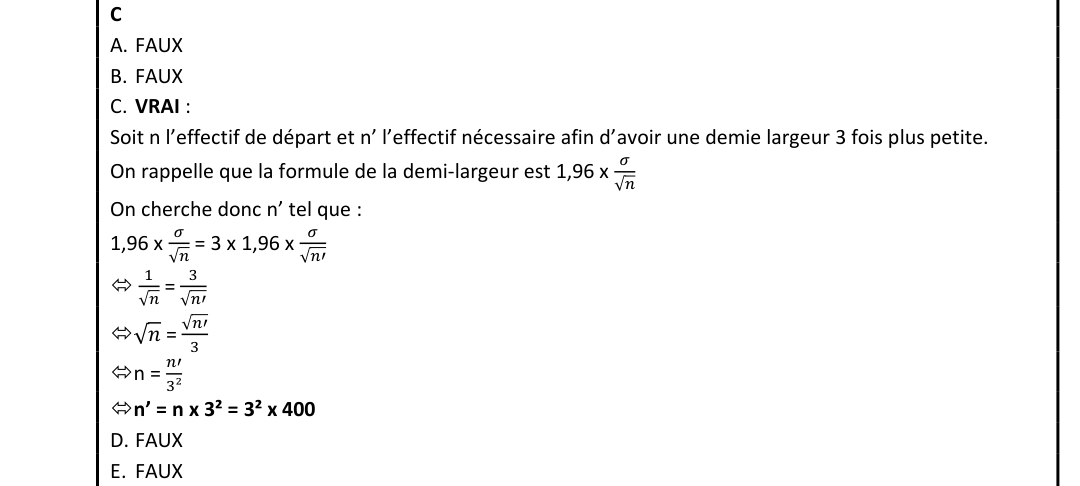 C
A. FAUX
B. FAUX
C. VRAI :
Soit n l’effectif de départ et n’ l’effectif nécessaire afin d’avoir une demie largeur 3 fois plus petite.
On rappelle que la formule de la demi-largeur est 1,96 x σ/√n
On cherche donc n’ tel que :
1,96 x σ/√n = 3 x 1,96 x σ/√n′
⇔ 1/√n = 3/√n′
⇔√n = √n′/3
⇔n = n′/3²
⇔n’ = n x 3² = 3² x 400
D. FAUX
E. FAUX